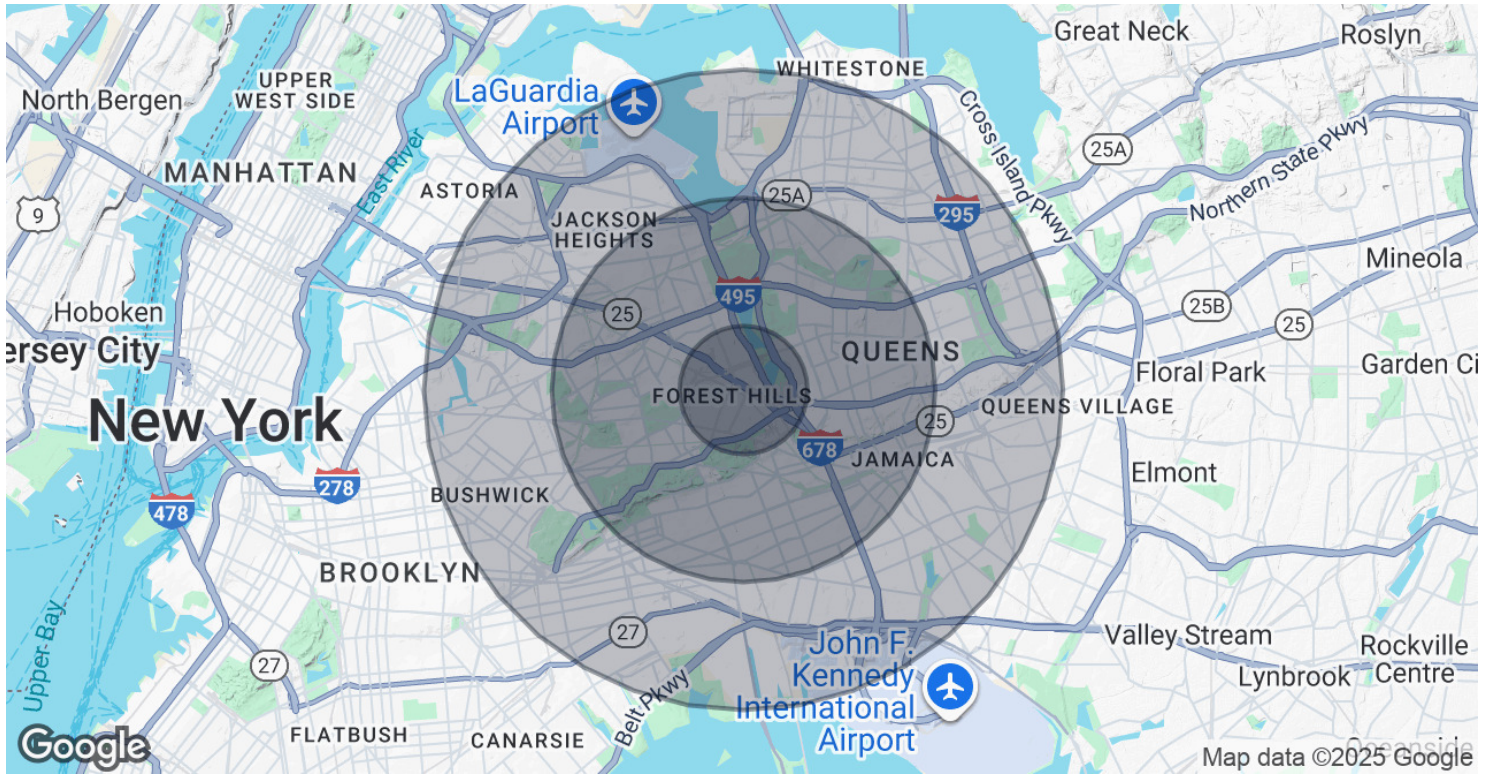 Great Neck
Roslyn
WHITESTONE
UPPER
WEST SIDE
North Bergen
LaGuardia
Airport
Cross Island Pkwy
25A
Northern State Pkwy
MANHATTAN
East River
ASTORIA
25A
9
295
JACKSON
HEIGHTS
Mineola
495
Hoboken
25
25B
25
ersey City
QUEENS
Floral Park
Garden Ci
FOREST HILLS
New York
QUEENS VILLAGE
25
678
JAMAICA
Elmont
278
BUSHWICK
478
BROOKLYN
Upper Bay
27
27
John F.
Kennedy
International
Airport
Valley Stream
Rockville
Centre
Lynbrook
Belt Pkwy
FLATBUSH
CANARSIE
Google
Oceanside
Map data ©2025 Google